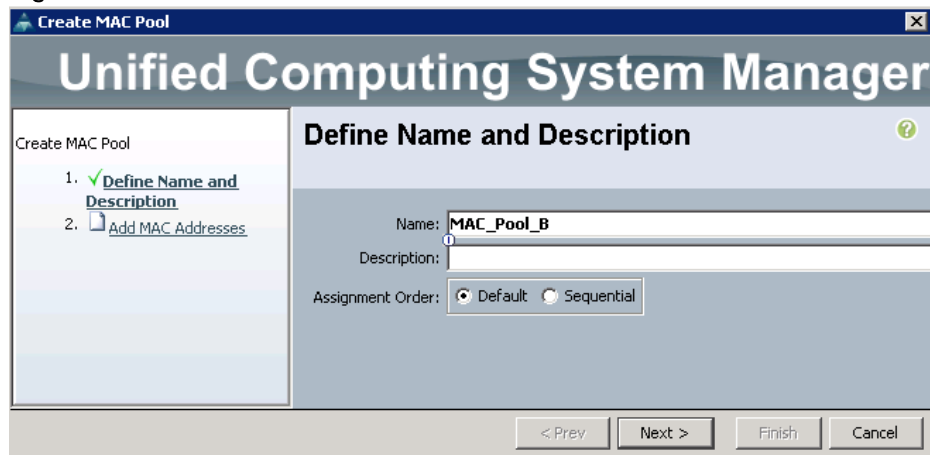 Create MAC Pool
Unified Computing System Manager
Create MAC Pool
1. Define Name and
Description
2. Add MAC Addresses
Define Name and Description
Name: MAC_Pool_B
Description:
Assignment Order: Default Sequential
< Prev Next > Finish Cancel